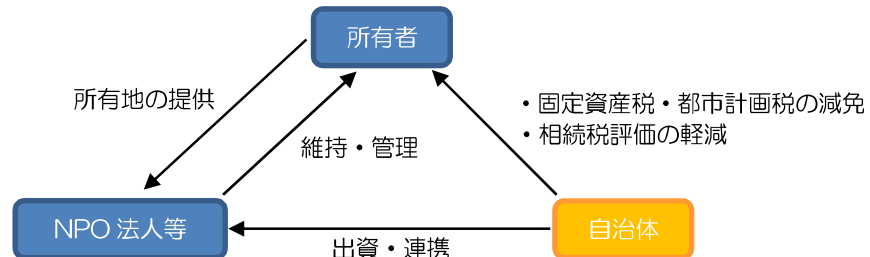 所有者
所有地の提供
・固定資産税・都市計画税の減免
・相続税評価の軽減
維持・管理
NPO 法人等
自治体
出資・連携